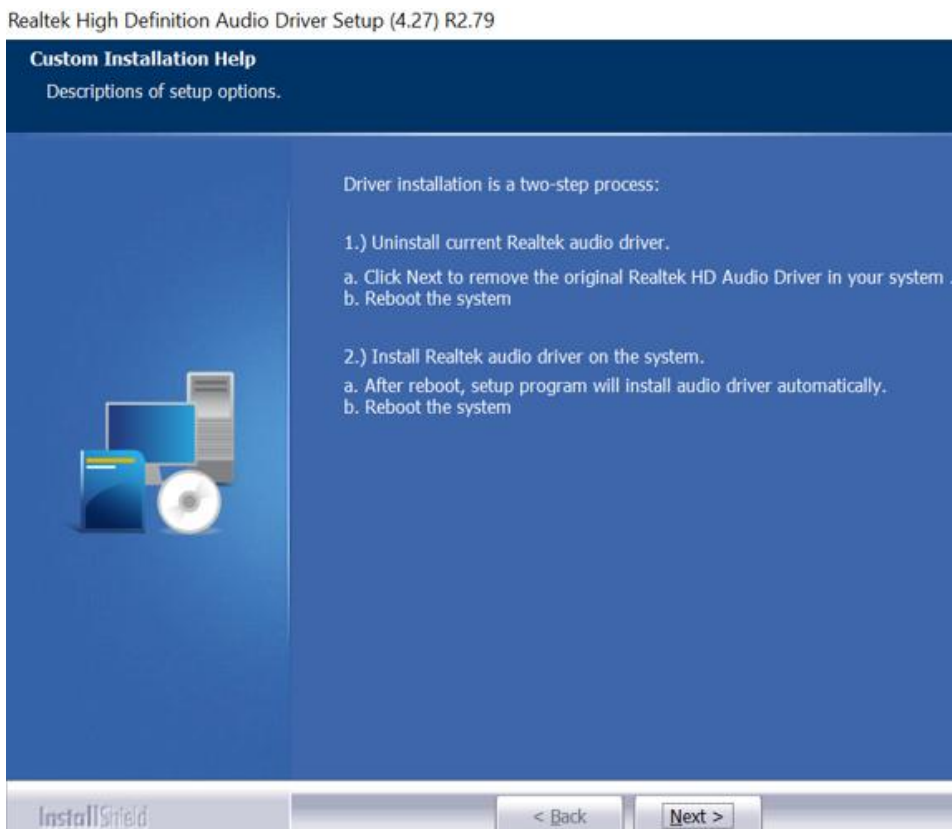 Realtek High Definition Audio Driver Setup (4.27) R2.79
Custom Installation Help
Descriptions of setup options.
Driver installation is a two-step process:
1.) Uninstall current Realtek audio driver.
a. Click Next to remove the original Realtek HD Audio Driver in your system .
b. Reboot the system
2.) Install Realtek audio driver on the system.
a. After reboot, setup program will install audio driver automatically.
b. Reboot the system
InstallShield
< Back
Next >